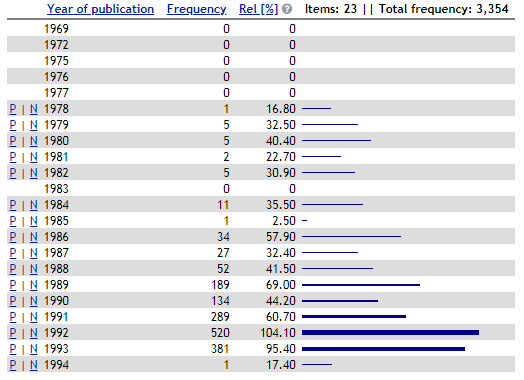 Year of publication Frequency Rel [%] ? Items: 23 || Total frequency: 3,354
1969 0 0
1972 0 0
1975 0 0
1976 0 0
1977 0 0
P | N 1978 1 16.80
P | N 1979 5 32.50
P | N 1980 5 40.40
P | N 1981 2 22.70
P | N 1982 5 30.90
1983 0 0
P | N 1984 11 35.50
P | N 1985 1 2.50
P | N 1986 34 57.90
P | N 1987 27 32.40
P | N 1988 52 41.50
P | N 1989 189 69.00
P | N 1990 134 44.20
P | N 1991 289 60.70
P | N 1992 520 104.10
P | N 1993 381 95.40
P | N 1994 1 17.40